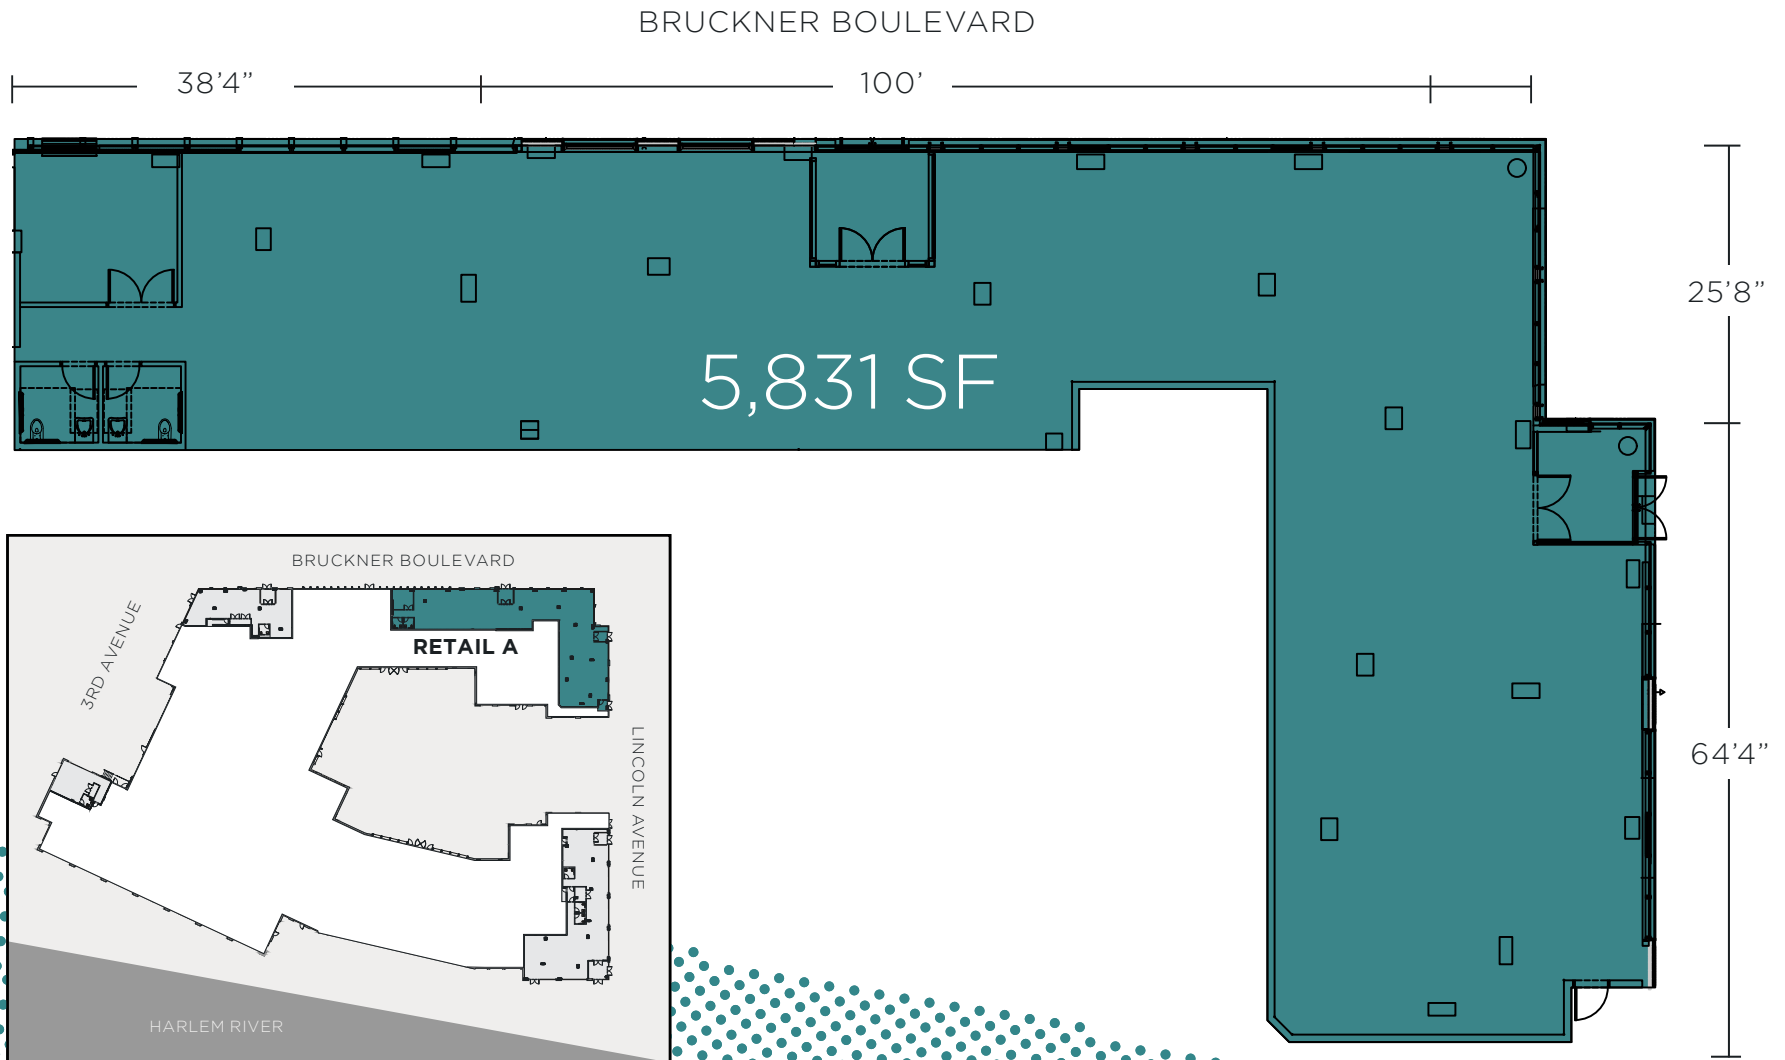 BRUCKNER BOULEVARD
38’4”
100’
25’8”
5,831 SF
64’4”
BRUCKNER BOULEVARD
3RD AVENUE
RETAIL A
LINCOLN AVENUE
HARLEM RIVER